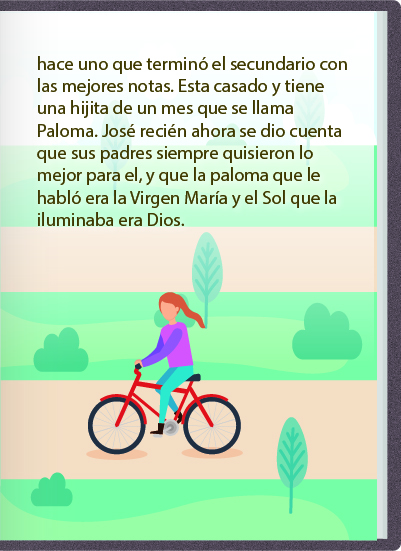 hace uno que terminó el secundario con
las mejores notas. Esta casado y tiene
una hijita de un mes que se llama
Paloma. José recién ahora se dio cuenta
que sus padres siempre quisieron lo
mejor para el, y que la paloma que le
habló era la Virgen María y el Sol que la
iluminaba era Dios.